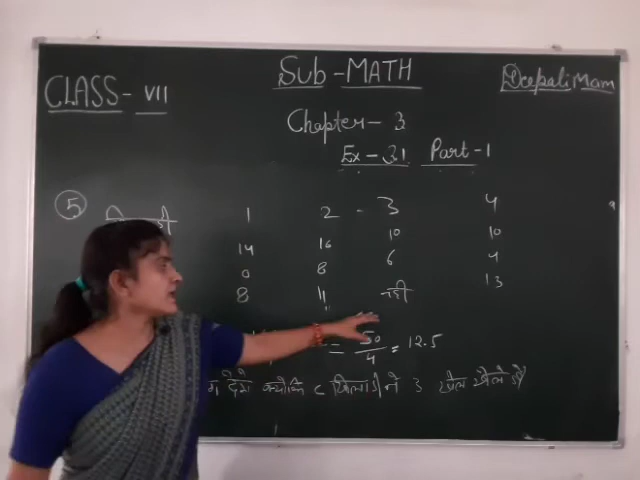 CLASS - VII
Sub - MATH
Deepali Mam
Chapter - 3
Ex - 3.1 Part - 1
5 1 2 3 4
14 16 10 10
0 8 6 4
8 11 नहीं 13
= 50/4 = 12.5
देंगे क्योंकि C खिलाड़ी ने 3 खेल खेले हैं